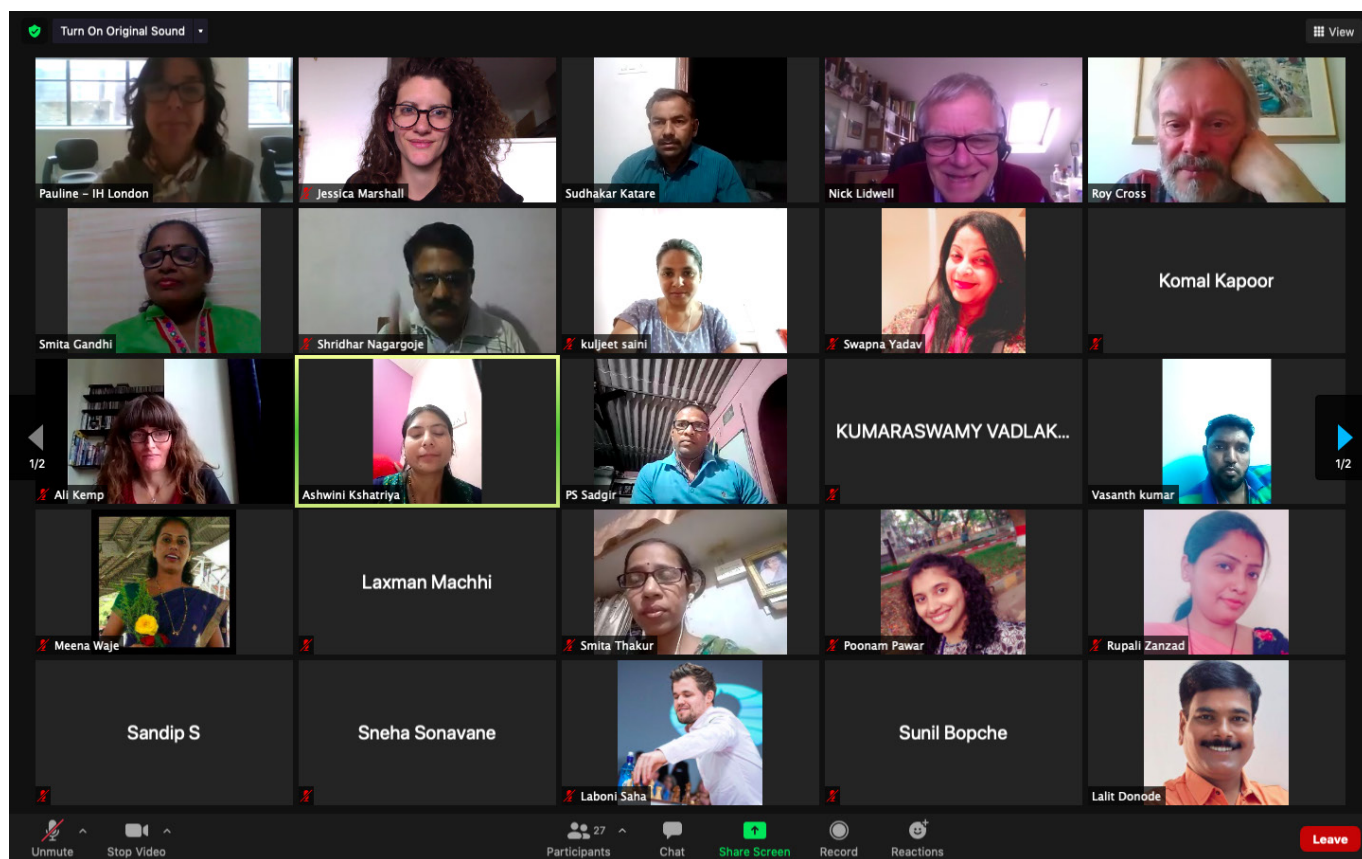 Turn On Original Sound
View
Pauline – IH London
Jessica Marshall
Sudhakar Katare
Nick Lidwell
Roy Cross
Smita Gandhi
Shridhar Nagargoje
kuljeet saini
Swapna Yadav
Komal Kapoor
Ali Kemp
Ashwini Kshatriya
PS Sadgir
KUMARASWAMY VADLAK...
Vasanth kumar
1/2
1/2
Meena Waje
Laxman Machhi
Smita Thakur
Poonam Pawar
Rupali Zanzad
Sandip S
Sneha Sonavane
Laboni Saha
Sunil Bopche
Lalit Donode
Unmute
Stop Video
27
Participants
Chat
Share Screen
Record
Reactions
Leave